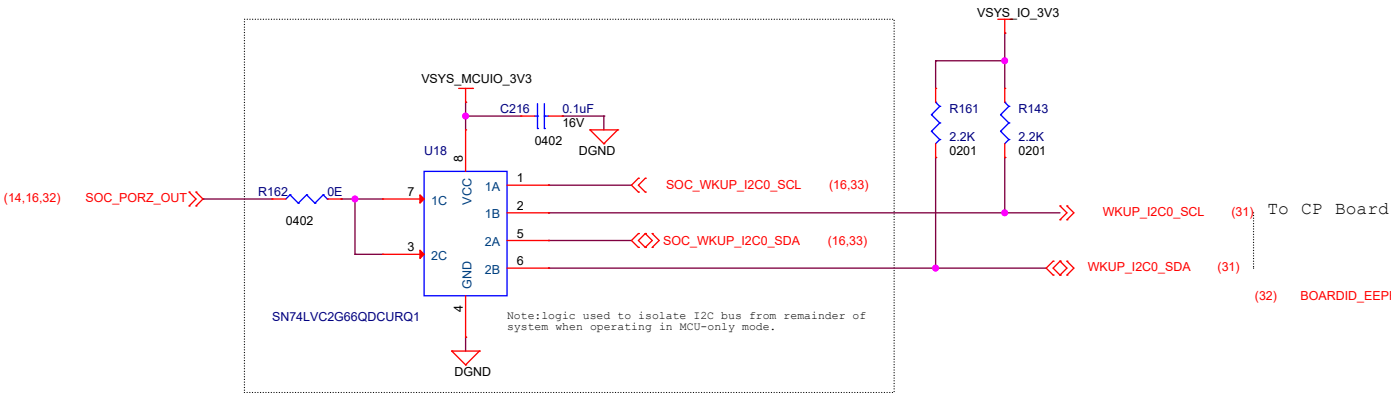 VSYS_IO_3V3
VSYS_MCUIO_3V3
C216 0.1uF
16V
0402
DGND
R161
2.2K
0201
R143
2.2K
0201
U18
8
(14,16,32) SOC_PORZ_OUT
R162 0E
0402
7
1C
VCC
1A
1
SOC_WKUP_I2C0_SCL (16,33)
1B
2
WKUP_I2C0_SCL (31) To CP Board
3
2C
2A
5
SOC_WKUP_I2C0_SDA (16,33)
GND
2B
6
WKUP_I2C0_SDA (31)
4
(32) BOARDID_EEPI
SN74LVC2G66QDCURQ1
Note:logic used to isolate I2C bus from remainder of
system when operating in MCU-only mode.
DGND